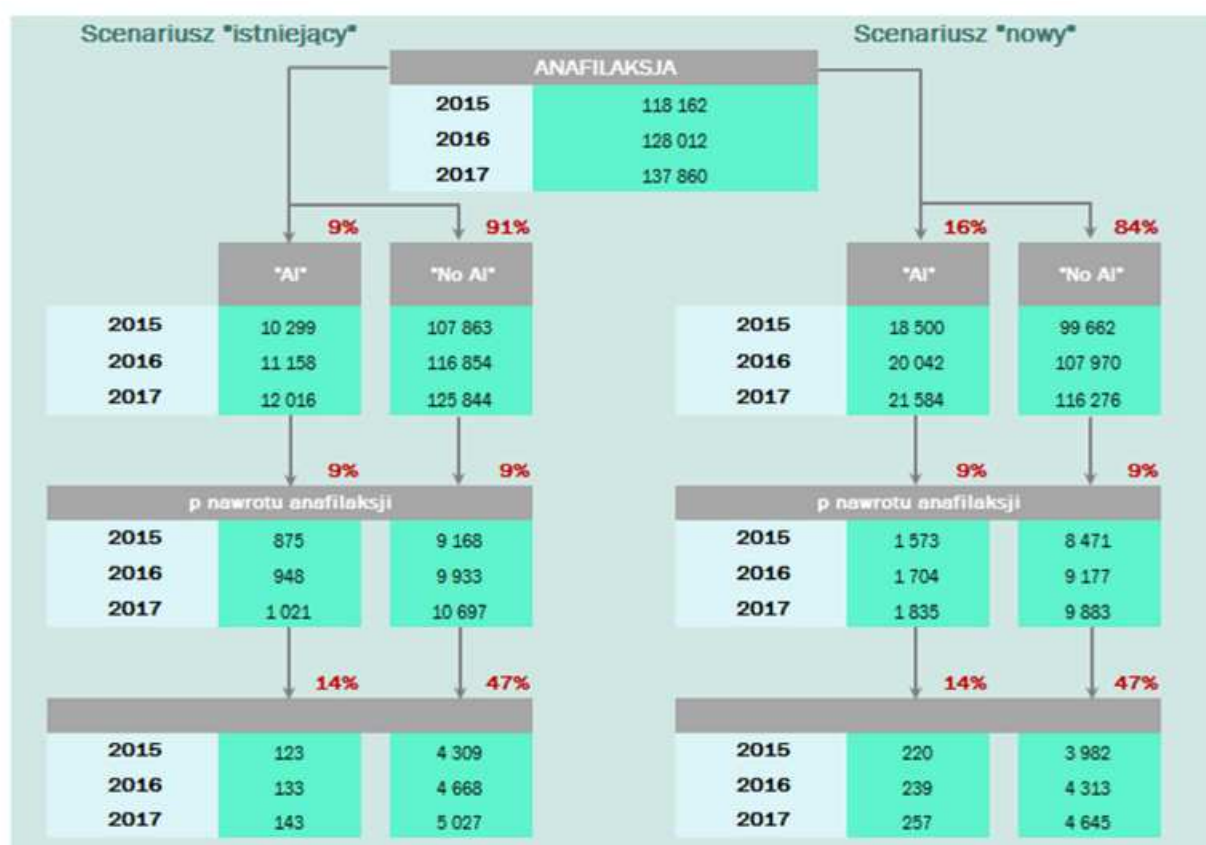 Scenariusz "istniejący"
Scenariusz "nowy"
ANAFILAKSJA
2015 118 162
2016 128 012
2017 137 860
9% 91%
16% 84%
"AI" "No AI"
"AI" "No AI"
2015 10 299 107 863
2016 11 158 116 854
2017 12 016 125 844
2015 18 500 99 662
2016 20 042 107 970
2017 21 584 116 276
9% 9%
9% 9%
p nawrotu anafilaksji
p nawrotu anafilaksji
2015 875 9 168
2016 948 9 933
2017 1 021 10 697
2015 1 573 8 471
2016 1 704 9 177
2017 1 835 9 883
14% 47%
14% 47%
2015 123 4 309
2016 133 4 668
2017 143 5 027
2015 220 3 982
2016 239 4 313
2017 257 4 645